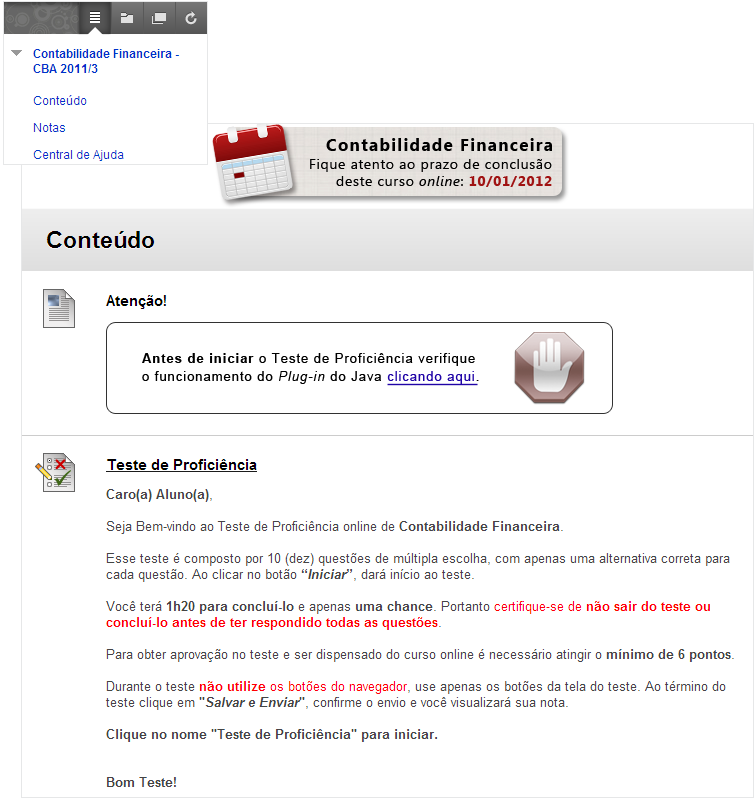 Contabilidade Financeira -
CBA 2011/3
Conteúdo
Notas
Central de Ajuda
Contabilidade Financeira
Fique atento ao prazo de conclusão
deste curso online: 10/01/2012
Conteúdo
Atenção!
Antes de iniciar o Teste de Proficiência verifique
o funcionamento do Plug-in do Java clicando aqui.
Teste de Proficiência
Caro(a) Aluno(a),
Seja Bem-vindo ao Teste de Proficiência online de Contabilidade Financeira.
Esse teste é composto por 10 (dez) questões de múltipla escolha, com apenas uma alternativa correta para
cada questão. Ao clicar no botão “Iniciar”, dará início ao teste.
Você terá 1h20 para concluí-lo e apenas uma chance. Portanto certifique-se de não sair do teste ou
concluí-lo antes de ter respondido todas as questões.
Para obter aprovação no teste e ser dispensado do curso online é necessário atingir o mínimo de 6 pontos.
Durante o teste não utilize os botões do navegador, use apenas os botões da tela do teste. Ao término do
teste clique em "Salvar e Enviar", confirme o envio e você visualizará sua nota.
Clique no nome "Teste de Proficiência" para iniciar.
Bom Teste!